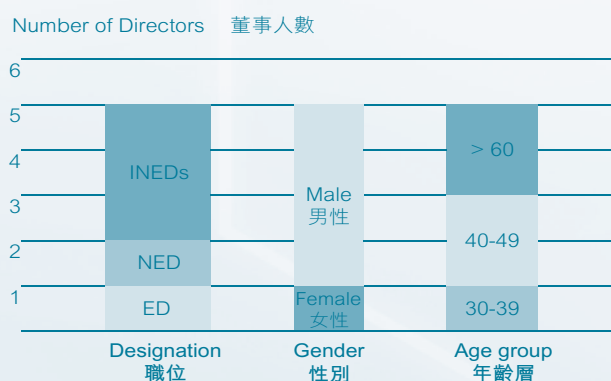 Number of Directors 董事人數
6
5
4
3
2
1
INEDs
NED
ED
Male
男性
Female
女性
> 60
40-49
30-39
Designation
職位
Gender
性別
Age group
年齡層